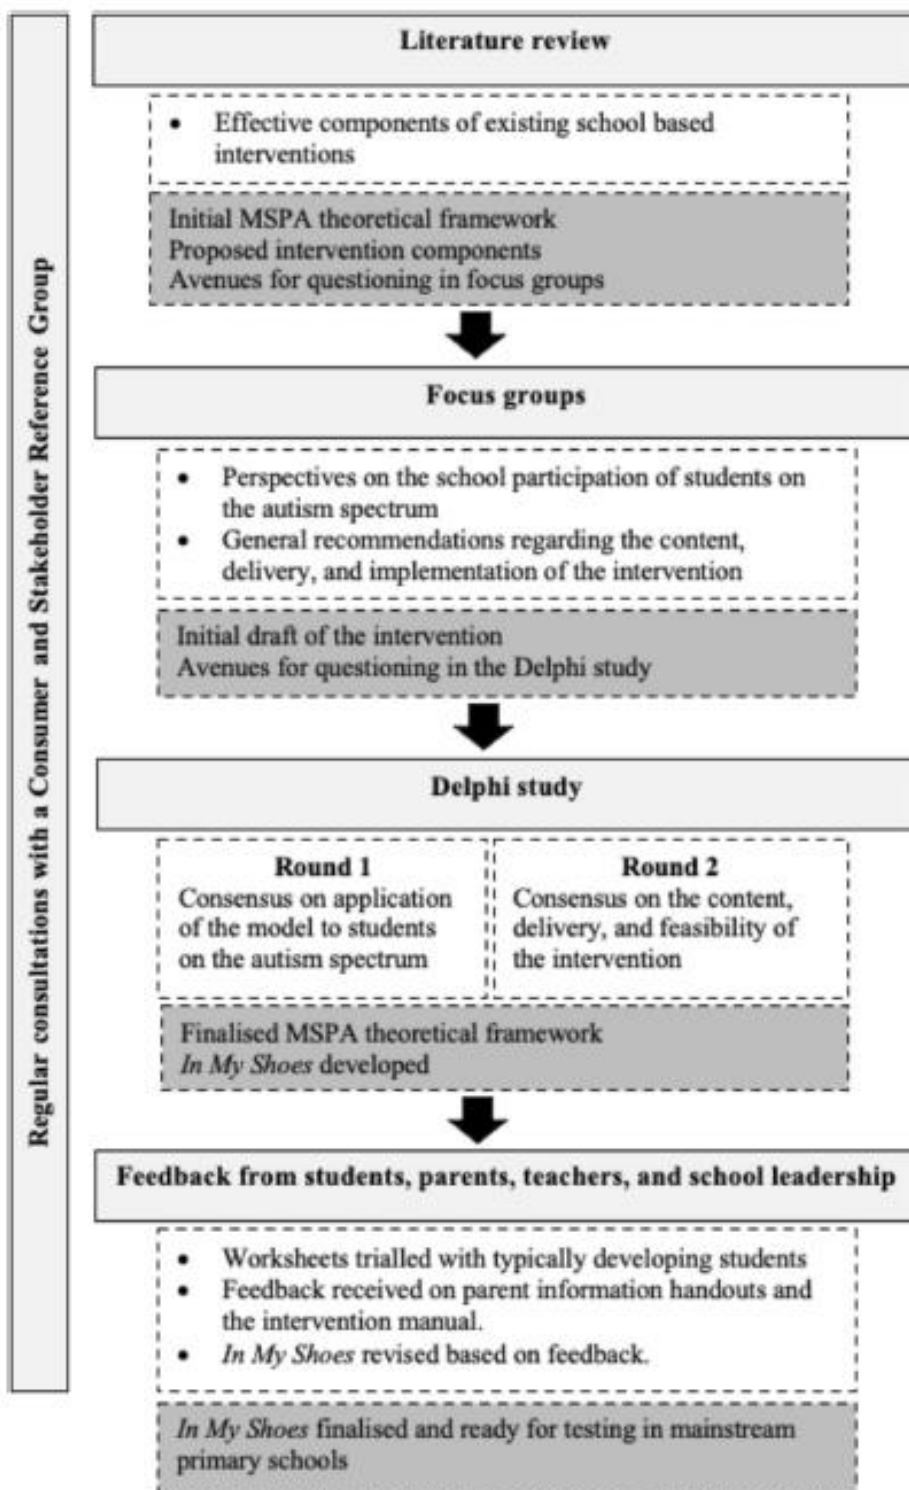 Regular consultations with a Consumer and Stakeholder Reference Group
Literature review
• Effective components of existing school based
interventions
Initial MSPA theoretical framework
Proposed intervention components
Avenues for questioning in focus groups
Focus groups
• Perspectives on the school participation of students on
the autism spectrum
• General recommendations regarding the content,
delivery, and implementation of the intervention
Initial draft of the intervention
Avenues for questioning in the Delphi study
Delphi study
Round 1
Consensus on application
of the model to students
on the autism spectrum
Round 2
Consensus on the content,
delivery, and feasibility of
the intervention
Finalised MSPA theoretical framework
In My Shoes developed
Feedback from students, parents, teachers, and school leadership
• Worksheets trialled with typically developing students
• Feedback received on parent information handouts and
the intervention manual.
• In My Shoes revised based on feedback.
In My Shoes finalised and ready for testing in mainstream
primary schools